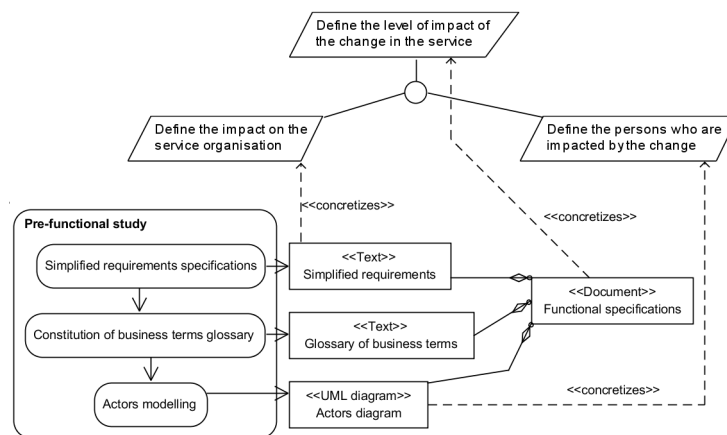 Define the level of impact of
the change in the service
Define the impact on the
service organisation
Define the persons who are
impacted by the change
<<concretizes>>
<<concretizes>>
Pre-functional study
Simplified requirements specifications
<<Text>>
Simplified requirements
<<Document>>
Functional specifications
Constitution of business terms glossary
<<Text>>
Glossary of business terms
Actors modelling
<<UML diagram>>
Actors diagram
<<concretizes>>